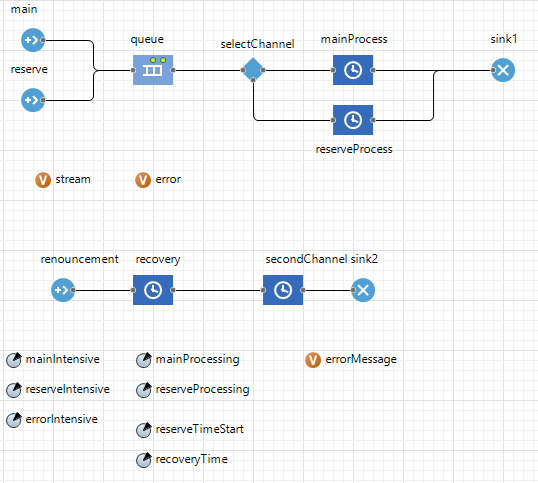 main
queue
selectChannel
mainProcess
sink1
reserve
reserveProcess
V stream
V error
renouncement
recovery
secondChannel
sink2
mainIntensive
mainProcessing
V errorMessage
reserveIntensive
reserveProcessing
errorIntensive
reserveTimeStart
recoveryTime